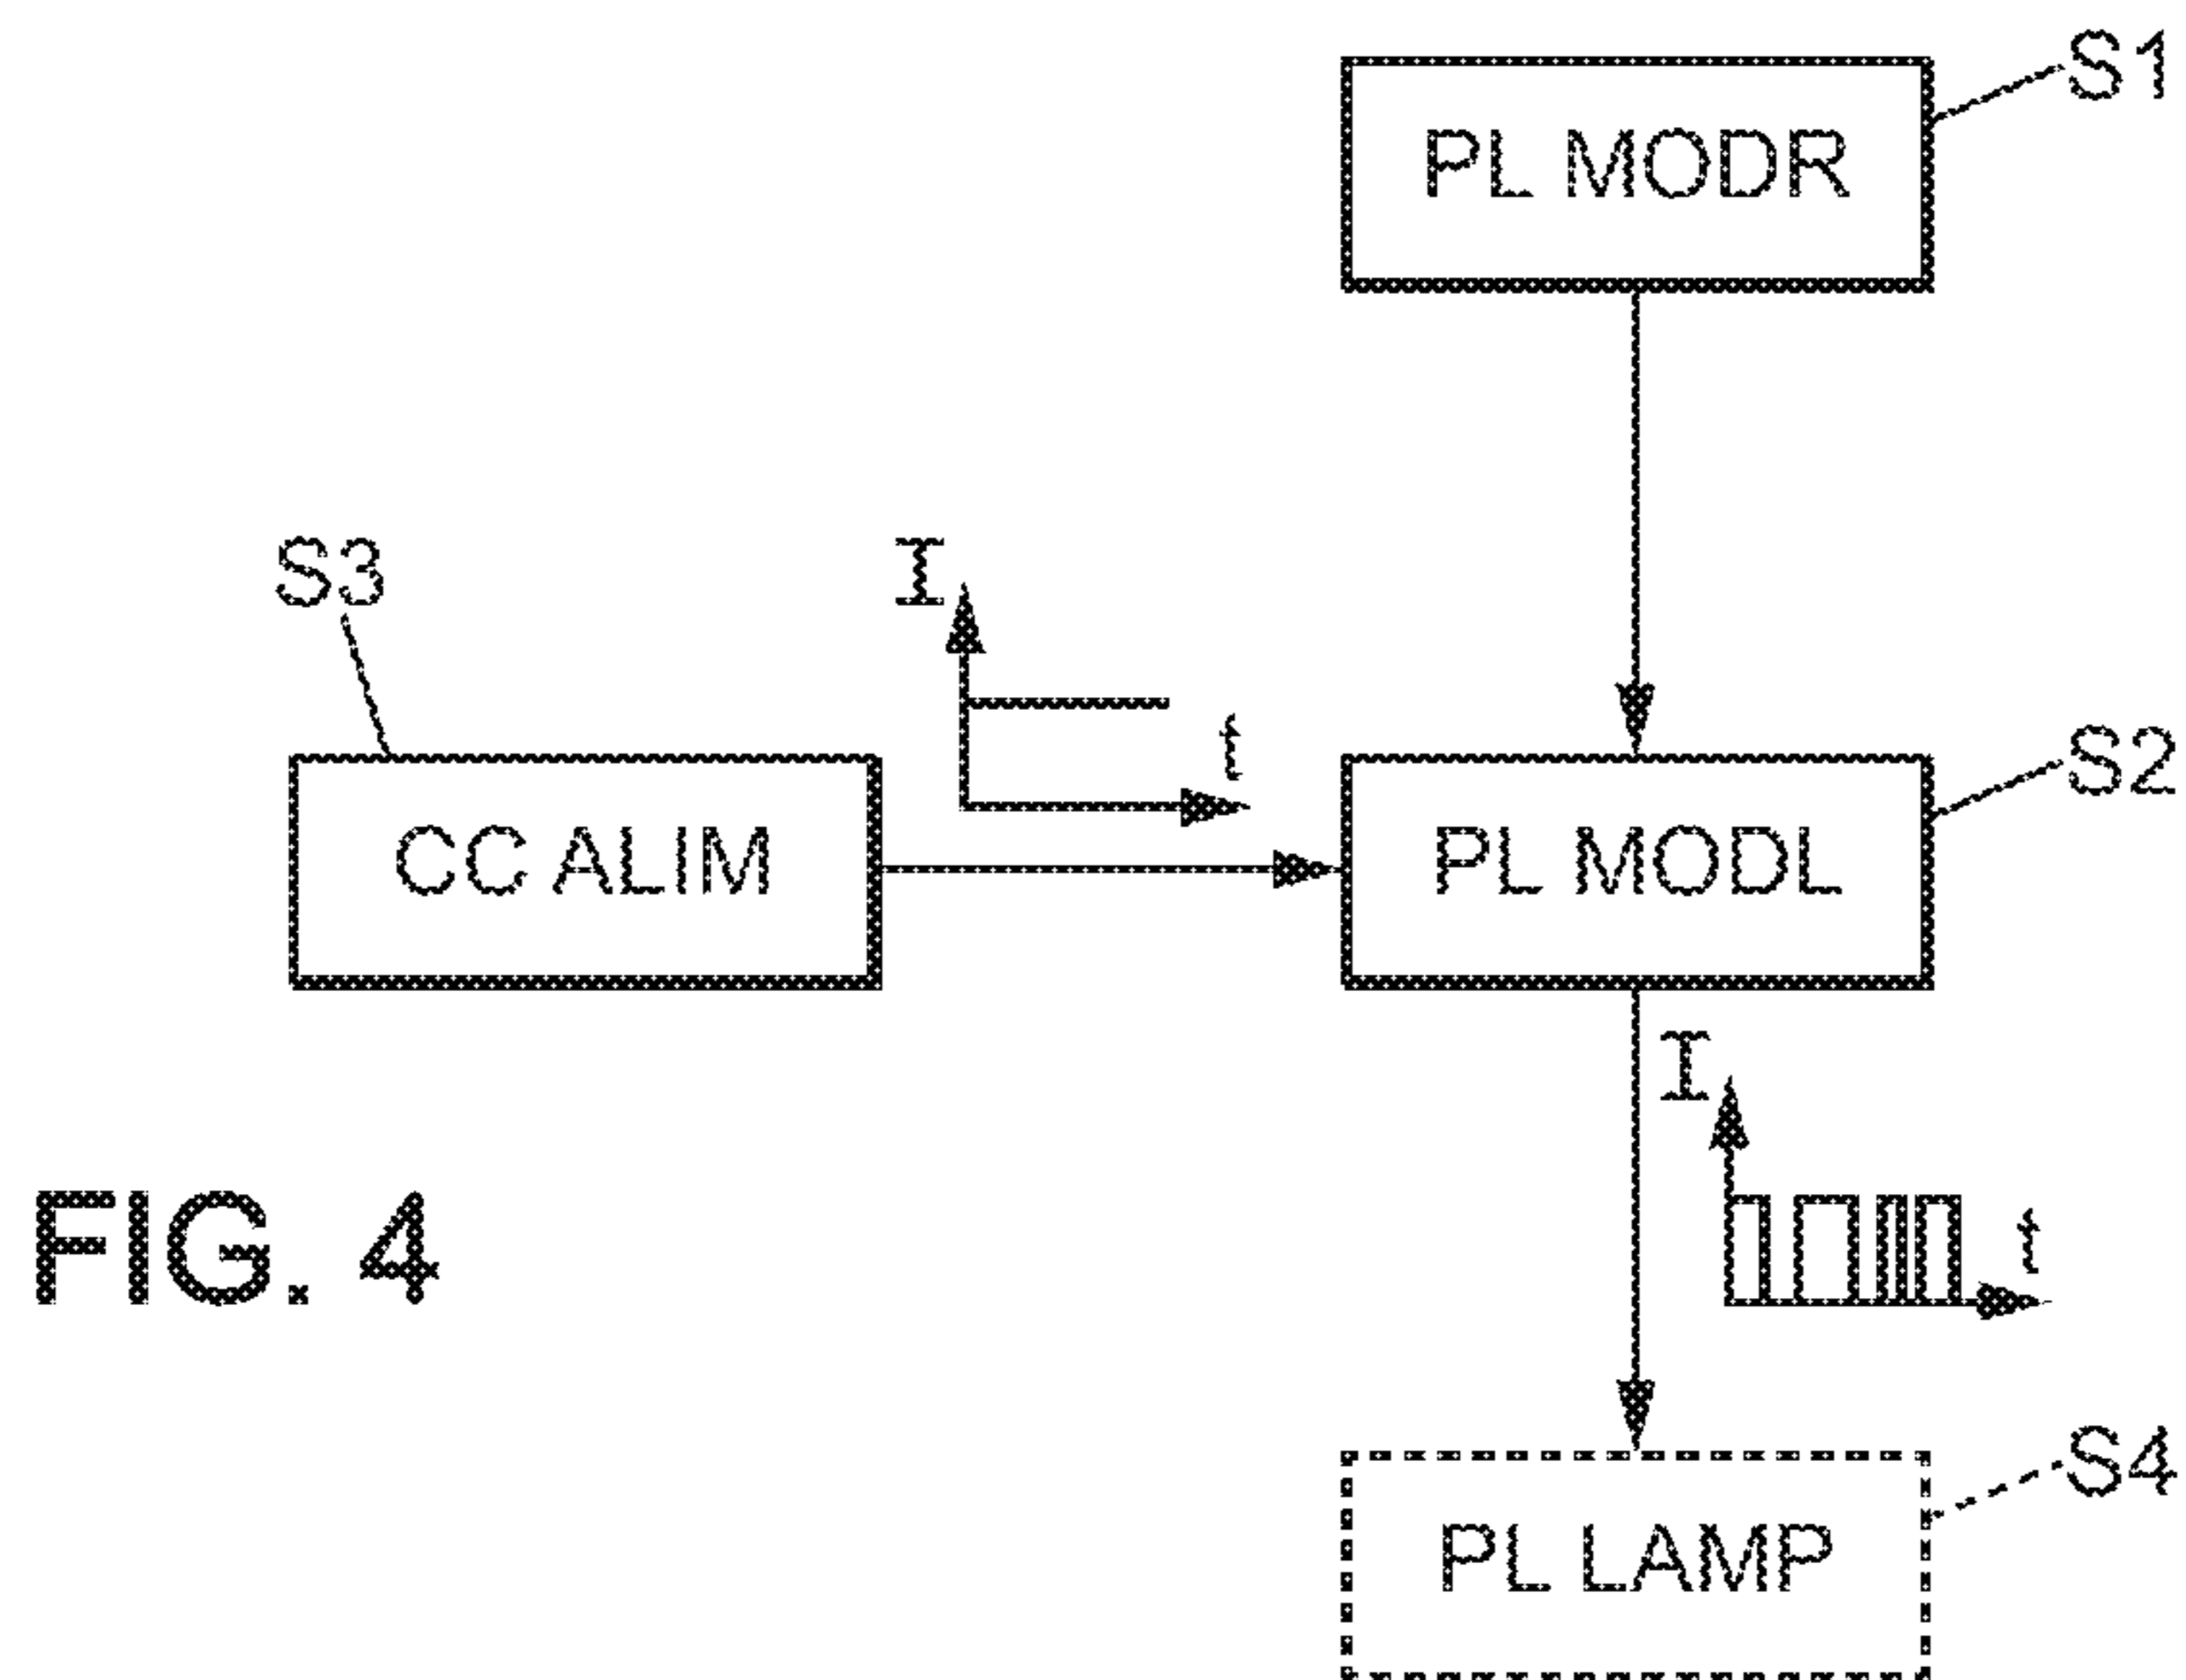 S1
PL MODR
S3
I
t
S2
CC ALIM
PL MODL
I
t
FIG. 4
S4
PL LAMP